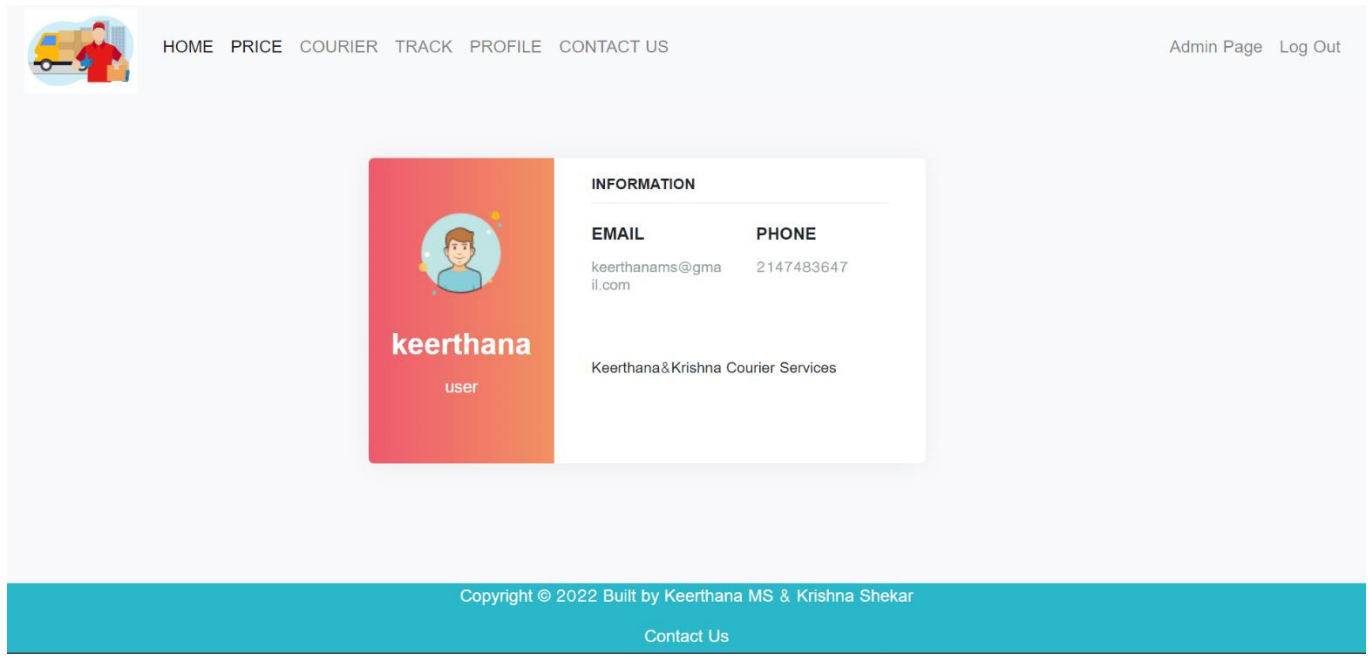 HOME PRICE COURIER TRACK PROFILE CONTACT US Admin Page Log Out
INFORMATION
EMAIL PHONE
keerthanams@gma 2147483647
il.com
keerthana
user
Keerthana&Krishna Courier Services
Copyright © 2022 Built by Keerthana MS & Krishna Shekar
Contact Us